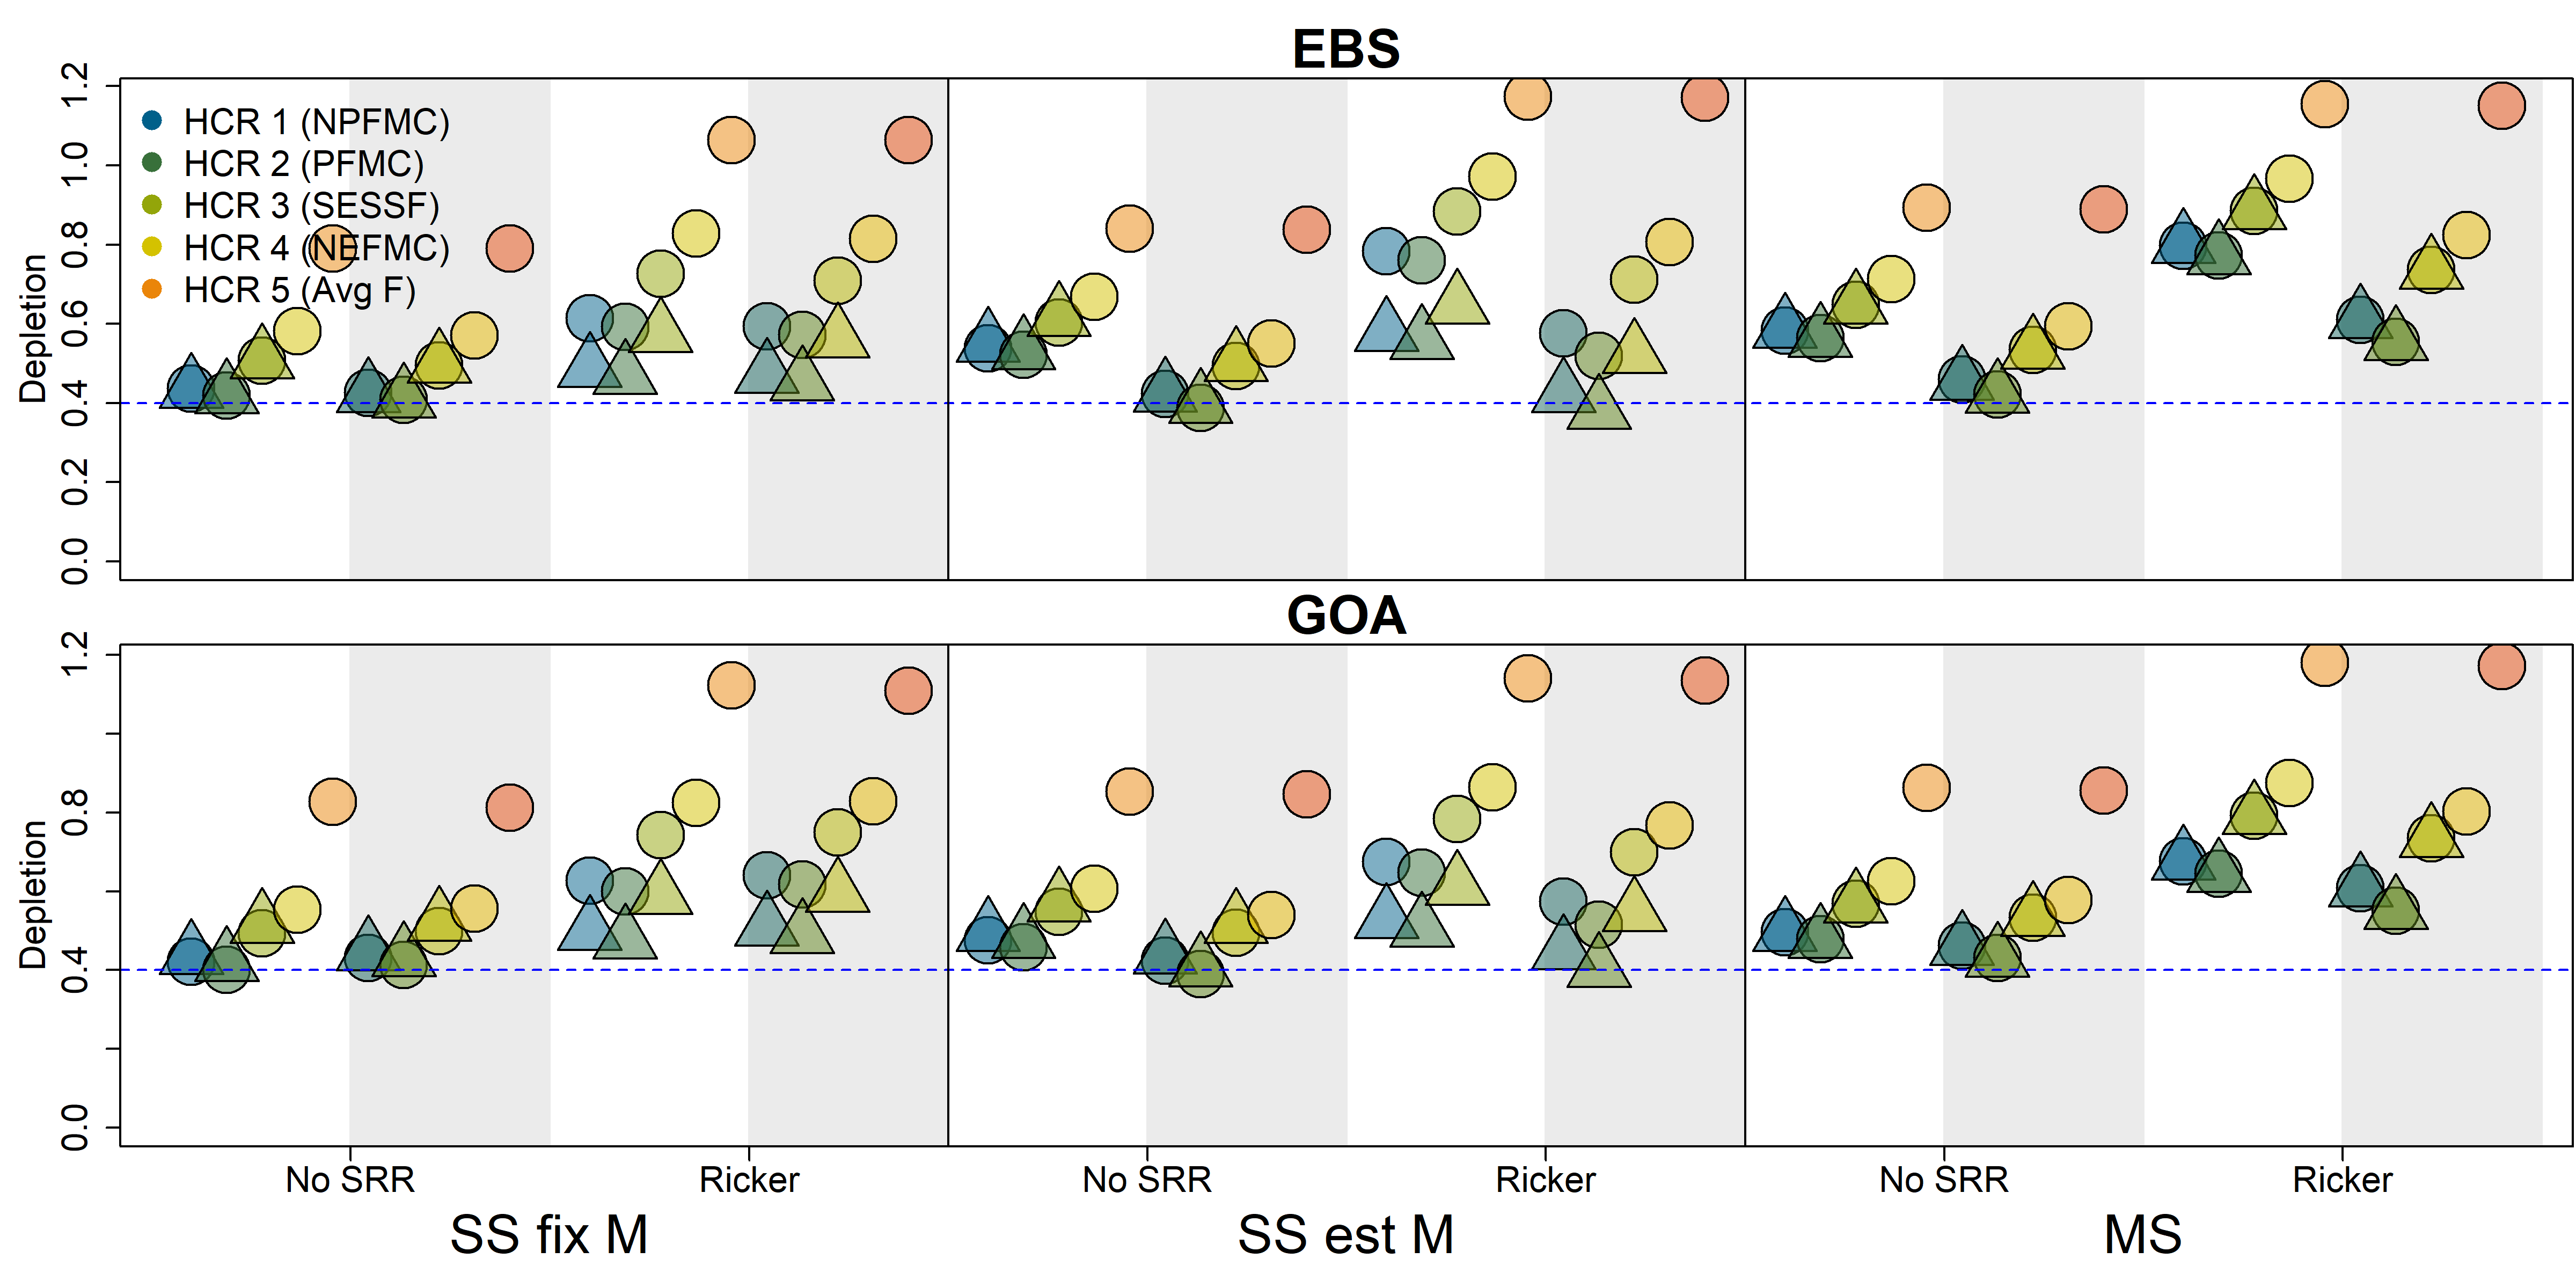 EBS
Depletion
1.2
1.0
0.8
0.6
0.4
0.2
0.0
HCR 1 (NPFMC)
HCR 2 (PFMC)
HCR 3 (SESSF)
HCR 4 (NEFMC)
HCR 5 (Avg F)
GOA
Depletion
1.2
0.8
0.4
0.0
No SRR Ricker No SRR Ricker No SRR Ricker
SS fix M SS est M MS